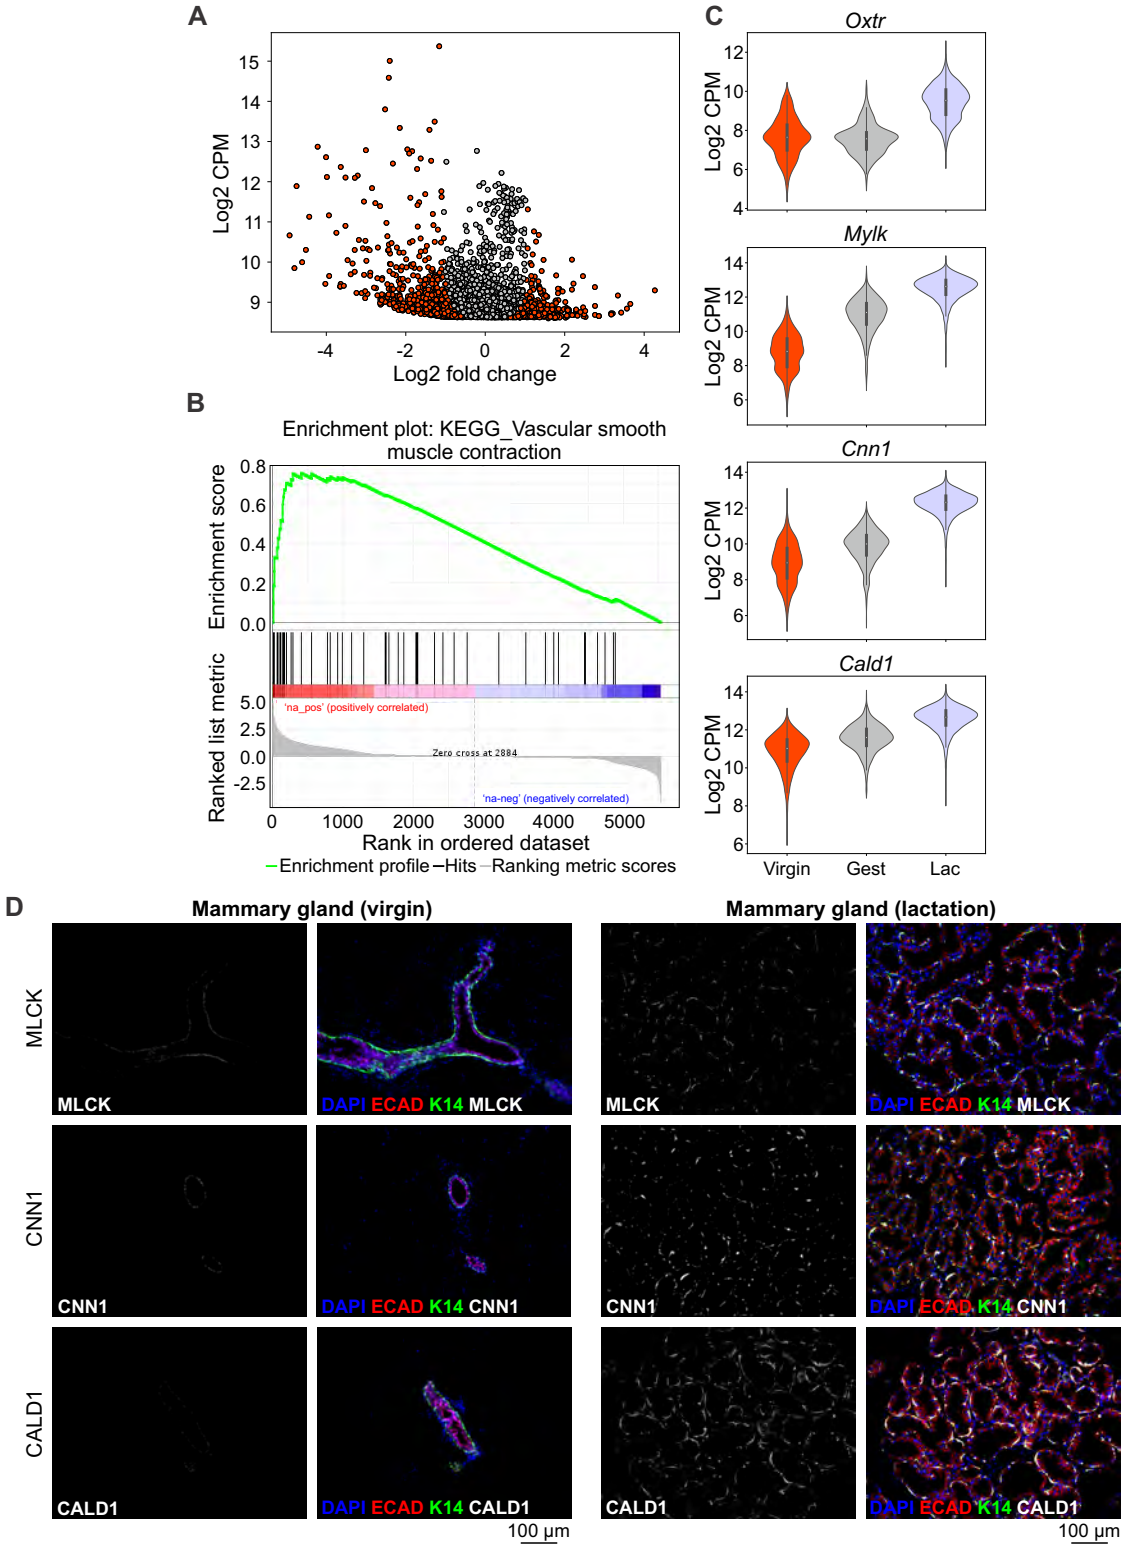 A
15
14
13
12
11
10
9
Log2 CPM
-4
-2
0
2
4
Log2 fold change
B
Enrichment plot: KEGG_Vascular smooth
muscle contraction
0.8
0.6
0.4
0.2
0.0
Enrichment score
5.0
2.5
0.0
-2.5
Ranked list metric
'na_pos' (positively correlated)
Zero cross at 2884
'na-neg' (negatively correlated)
0
1000
2000
3000
4000
5000
Rank in ordered dataset
Enrichment profile
Hits
Ranking metric scores
C
Oxtr
12
10
8
6
4
Log2 CPM
Mylk
14
12
10
8
6
Log2 CPM
Cnn1
14
12
10
8
6
Log2 CPM
Cald1
14
12
10
8
6
Log2 CPM
Virgin
Gest
Lac
D
Mammary gland (virgin)
Mammary gland (lactation)
MLCK
MLCK
DAPI ECAD K14 MLCK
MLCK
DAPI ECAD K14 MLCK
CNN1
CNN1
DAPI ECAD K14 CNN1
CNN1
DAPI ECAD K14 CNN1
CALD1
CALD1
DAPI ECAD K14 CALD1
CALD1
DAPI ECAD K14 CALD1
100 µm
100 µm